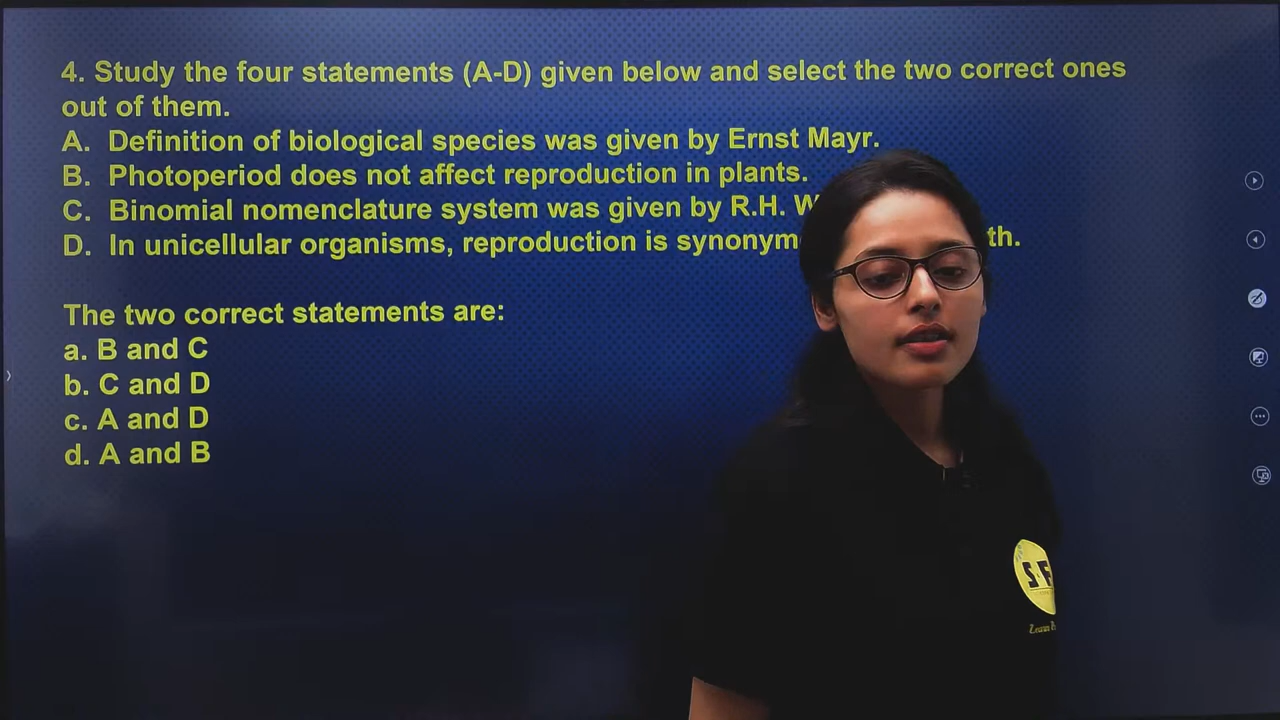 4. Study the four statements (A-D) given below and select the two correct ones
out of them.
A. Definition of biological species was given by Ernst Mayr.
B. Photoperiod does not affect reproduction in plants.
C. Binomial nomenclature system was given by R.H.
D. In unicellular organisms, reproduction is
The two correct statements are:
a. B and C
b. C and D
c. A and D
d. A and B